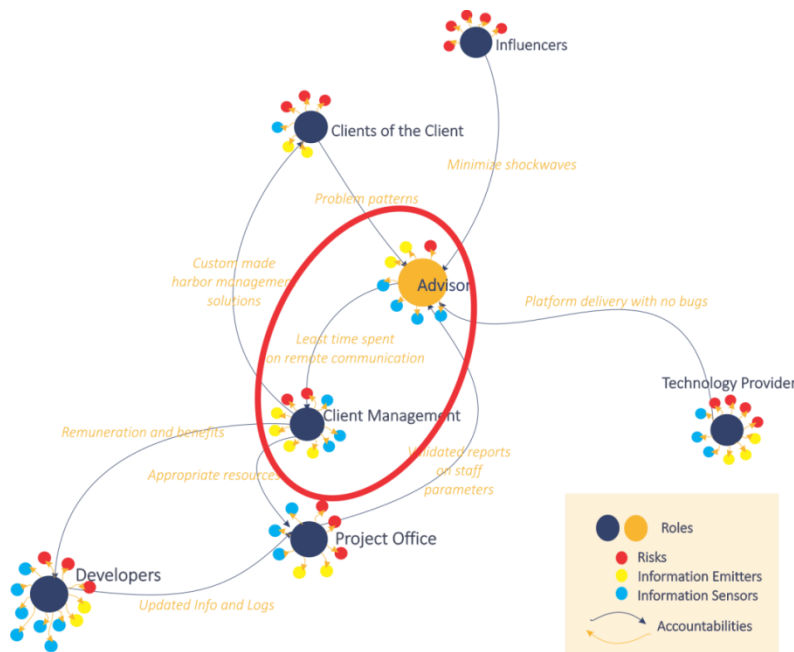 Influencers
Clients of the Client
Minimize shockwaves
Problem patterns
Custom made
harbor management
solutions
Advisor
Platform delivery with no bugs
Least time spent
on remote communication
Technology Provider
Client Management
Remuneration and benefits
Validated reports
on staff
parameters
Appropriate resources
Project Office
Developers
Updated Info and Logs
Roles
Risks
Information Emitters
Information Sensors
Accountabilities